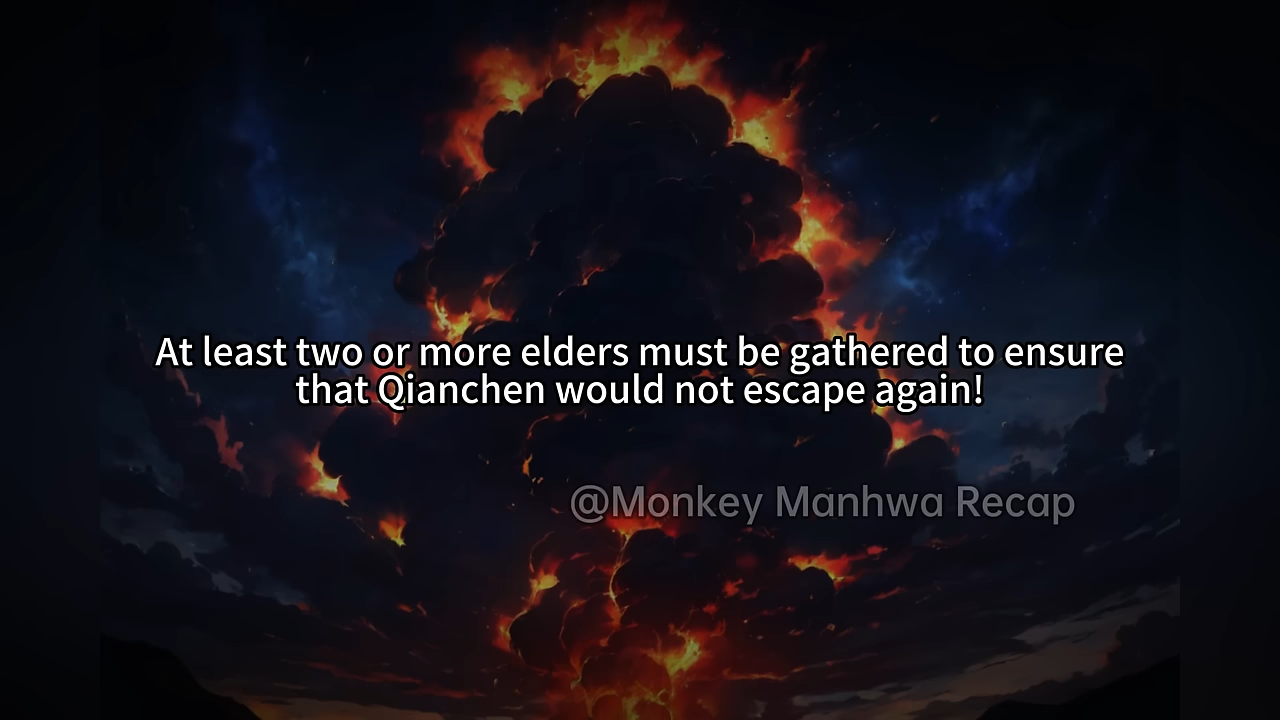 At least two or more elders must be gathered to ensure
that Qianchen would not escape again!
@Monkey Manhwa Recap